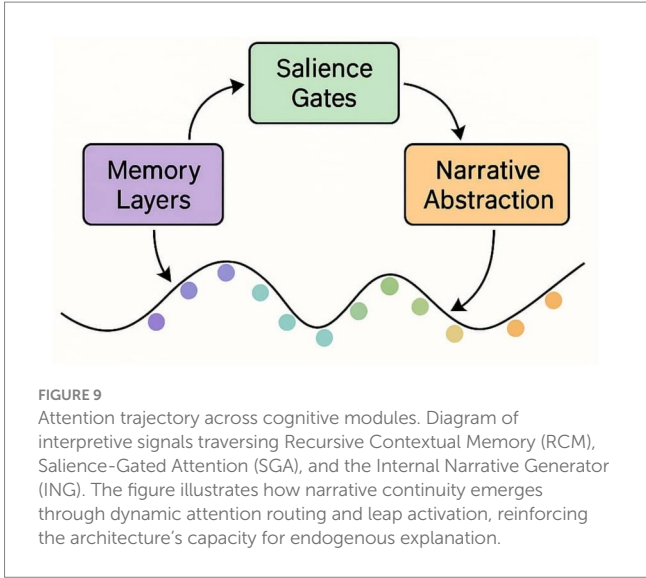 Salience
Gates
Memory
Layers
Narrative
Abstraction
FIGURE 9
Attention trajectory across cognitive modules. Diagram of
interpretive signals traversing Recursive Contextual Memory (RCM),
Salience-Gated Attention (SGA), and the Internal Narrative Generator
(ING). The figure illustrates how narrative continuity emerges
through dynamic attention routing and leap activation, reinforcing
the architecture’s capacity for endogenous explanation.